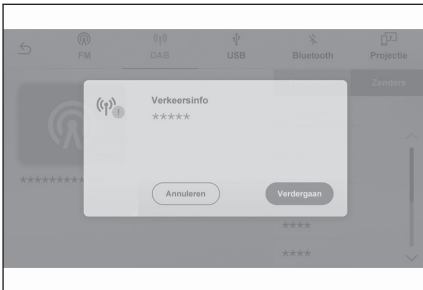 FM DAB USB Bluetooth Projectie
Zenders
Verkeersinfo
*****
***********
Annuleren Verdergaan
****
****